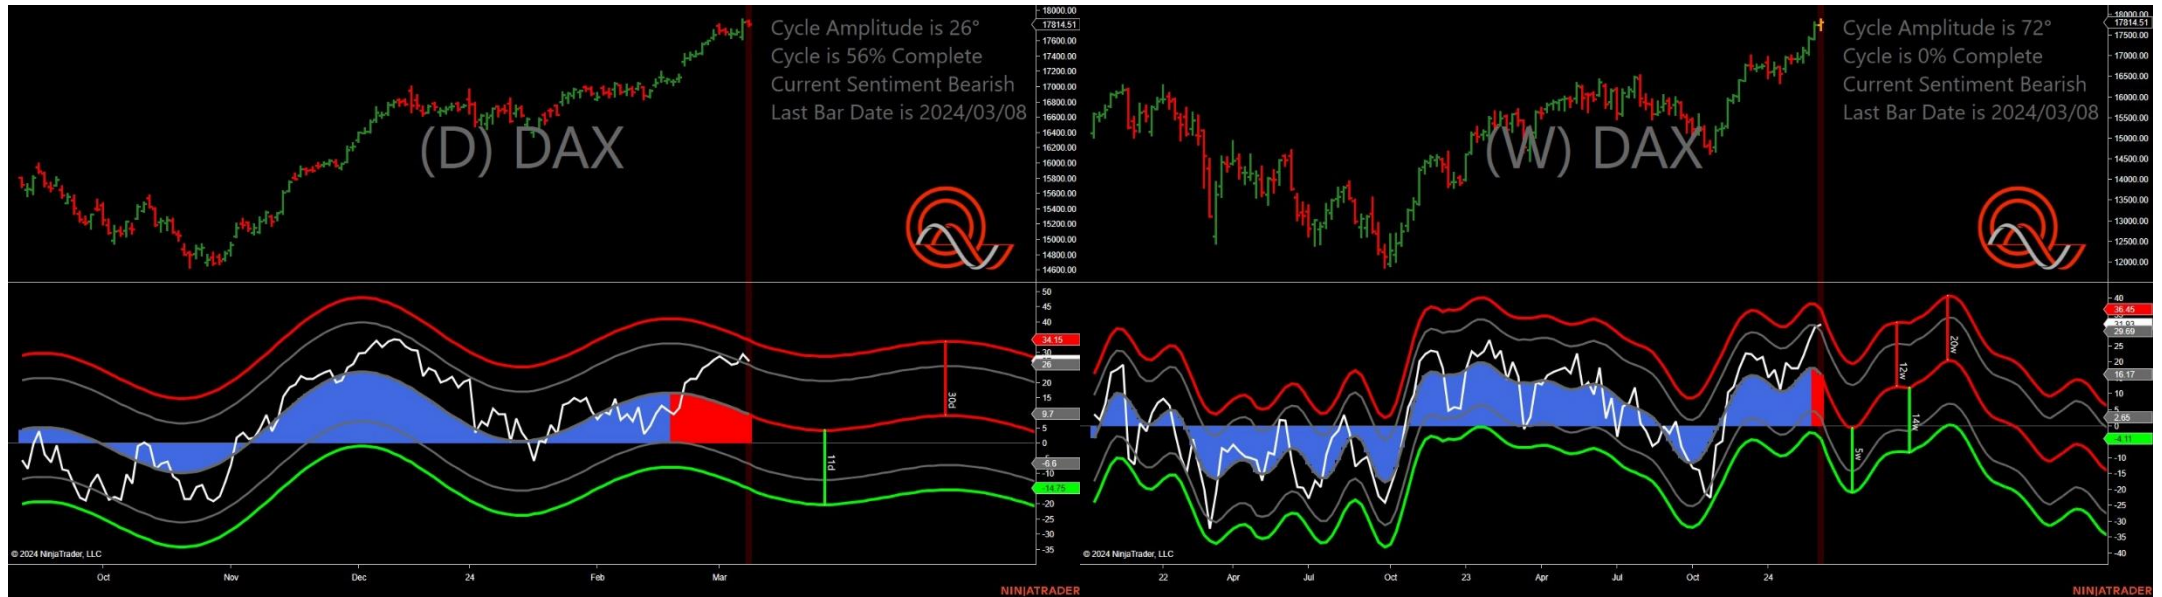 Cycle Amplitude is 26°
Cycle is 56% Complete
Current Sentiment Bearish
Last Bar Date is 2024/03/08
(D) DAX
18000.00
17814.51
17600.00
17400.00
17200.00
17000.00
16800.00
16600.00
16400.00
16200.00
16000.00
15800.00
15600.00
15400.00
15200.00
15000.00
14800.00
14600.00
50
45
40
34.15
30
26
20
15
9.7
5
0
-6.6
-10
-14.75
-20
-25
-30
-35
30d
11d
© 2024 NinjaTrader, LLC
Oct
Nov
Dec
24
Feb
Mar
NINJATRADER
Cycle Amplitude is 72°
Cycle is 0% Complete
Current Sentiment Bearish
Last Bar Date is 2024/03/08
(W) DAX
18000.00
17814.51
17500.00
17000.00
16500.00
16000.00
15500.00
15000.00
14500.00
14000.00
13500.00
13000.00
12500.00
12000.00
40
36.45
31.93
29.69
25
20
16.17
10
5
2.65
0
-4.11
-10
-15
-20
-25
-30
-35
-40
12w
20w
14w
5w
© 2024 NinjaTrader, LLC
22
Apr
Jul
Oct
23
Apr
Jul
Oct
24
NINJATRADER